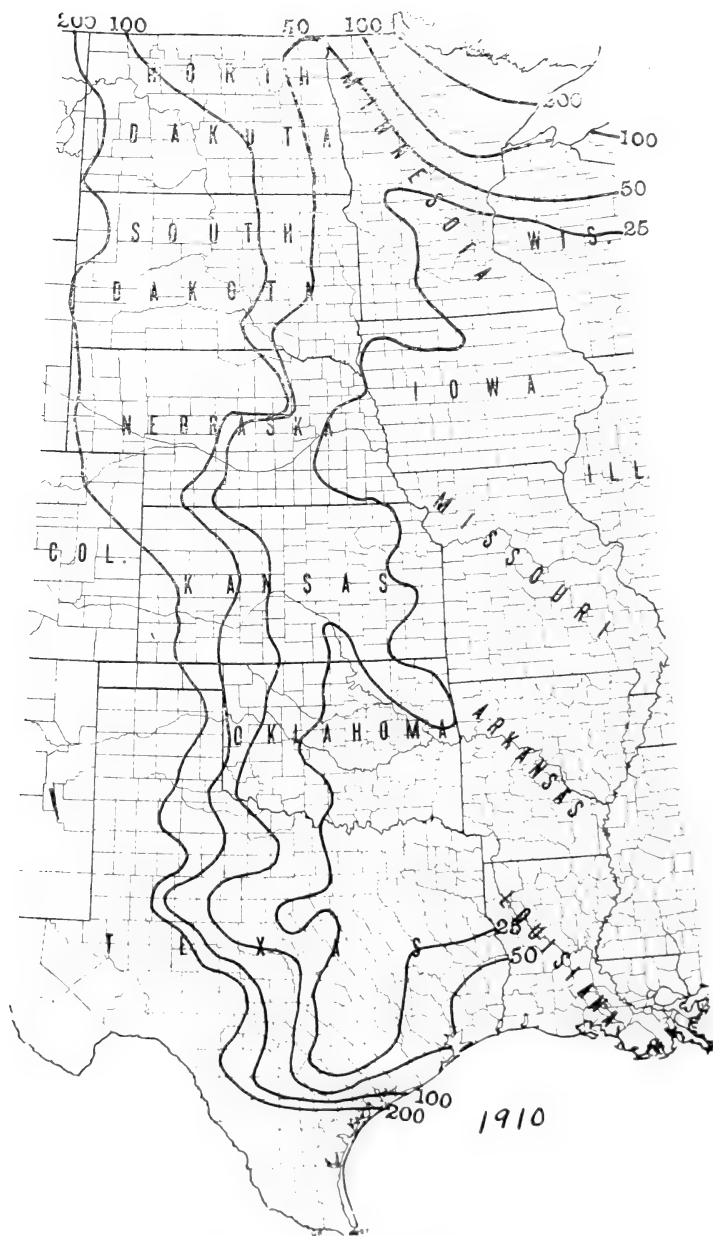 200 100 50 100
NORTH
200
DAKOTA
MINNESOTA
100
50
25
SOUTH
WIS.
DAKOTA
IOWA
NEBRASKA
ILL
MISSOURI
COL.
KANSAS
OKLAHOMA
ARKANSAS
LOUISIANA
25
TEXAS
50
100
200
1910